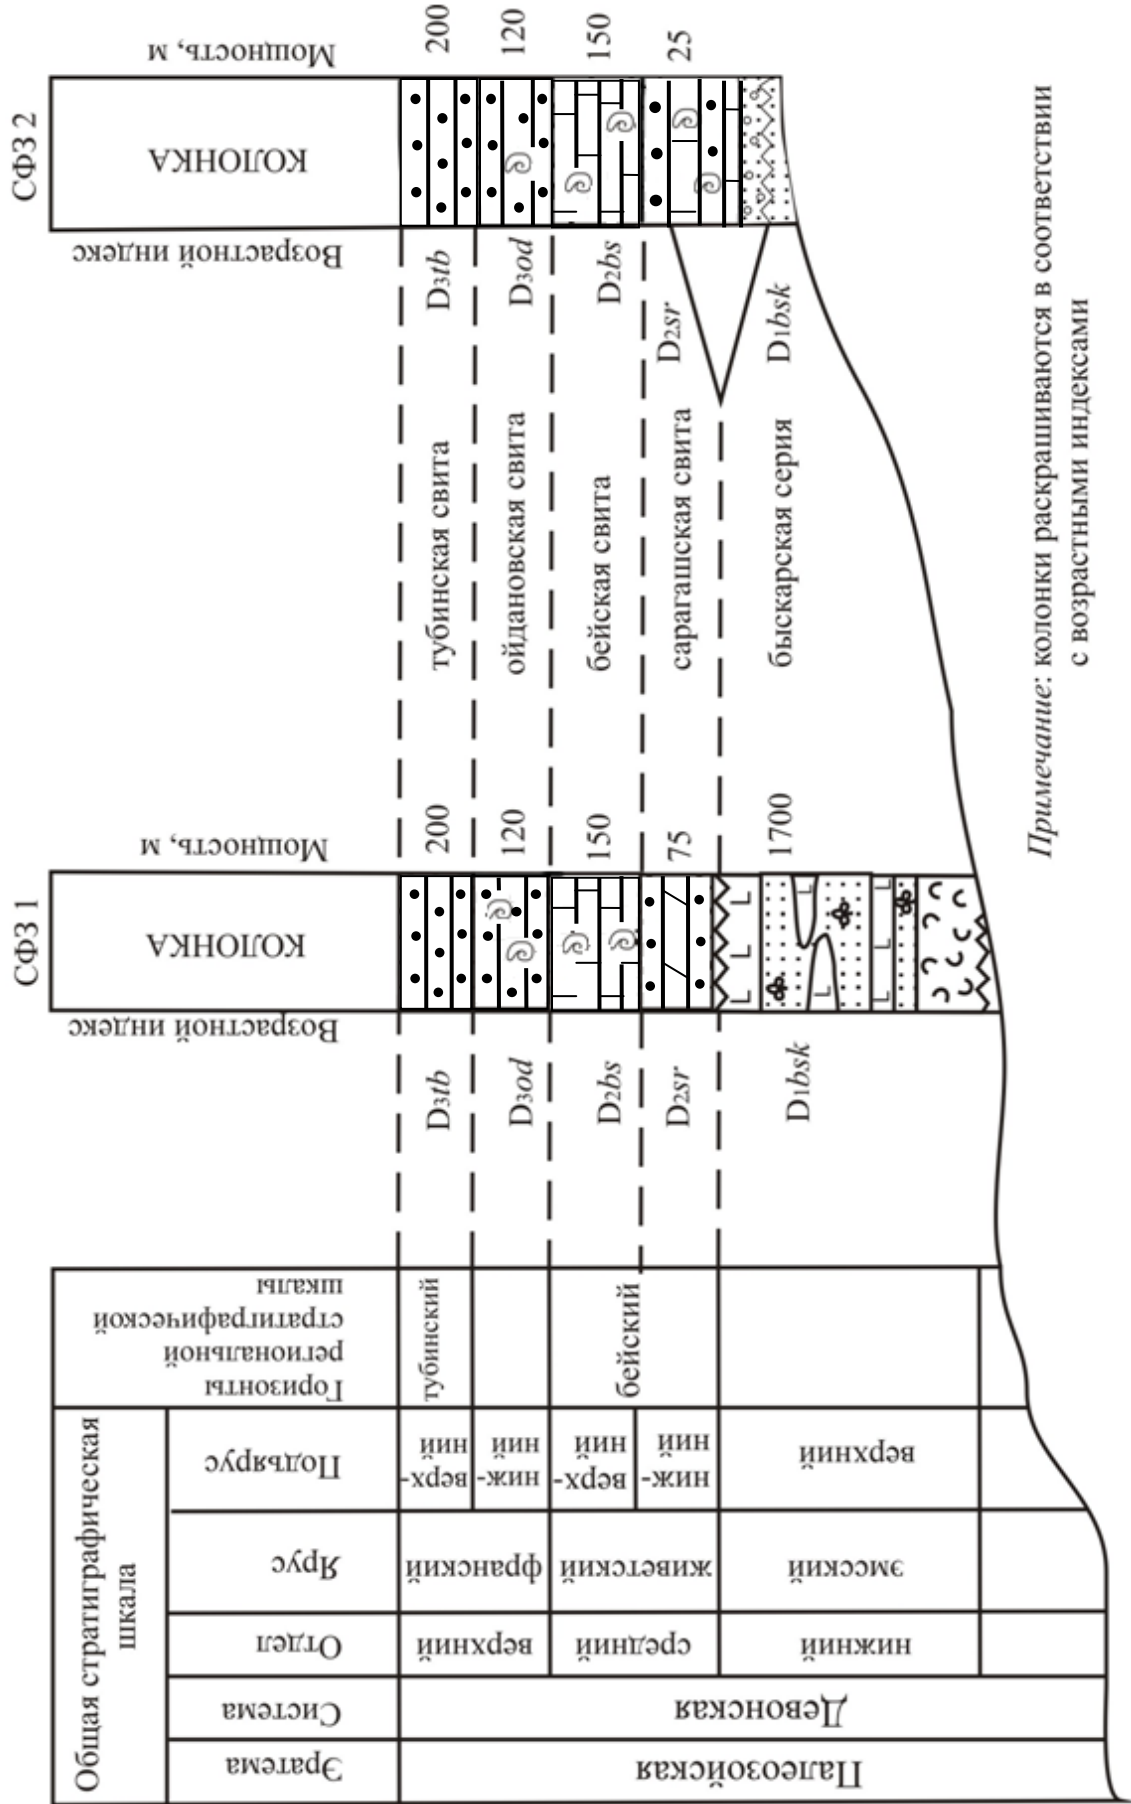 Общая стратиграфическая
шкала
Эратема
Система
Отдел
Ярус
Подъярус
Горизонты
региональной
стратиграфической
шкалы
Палеозойская
Девонская
верхний
средний
нижний
франский
живетский
эмсский
верх-
ний
ниж-
ний
верх-
ний
ниж-
ний
верхний
тубинский
бейский
СФЗ 1
Возрастной индекс
КОЛОНКА
Мощность, м
D3tb
D3od
D2bs
D2sr
D1bsk
200
120
150
75
1700
тубинская свита
ойдановская свита
бейская свита
сарагашская свита
быскарская серия
СФЗ 2
Возрастной индекс
КОЛОНКА
Мощность, м
D3tb
D3od
D2bs
D2sr
D1bsk
200
120
150
25
Примечание: колонки раскрашиваются в соответствии
с возрастными индексами